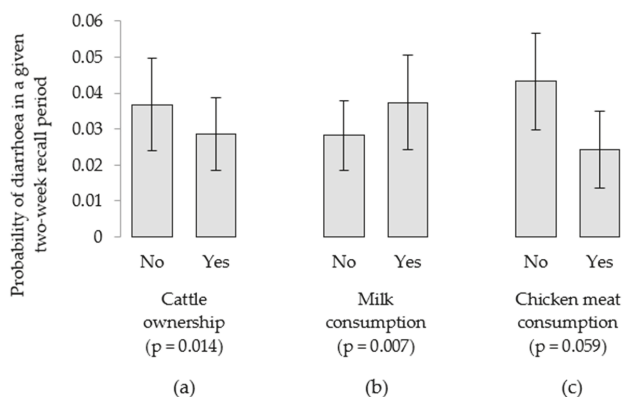 Probability of diarrhoea in a given
two-week recall period
0.06
0.05
0.04
0.03
0.02
0.01
0
No Yes No Yes No Yes
Cattle
ownership
(p = 0.014)
Milk
consumption
(p = 0.007)
Chicken meat
consumption
(p = 0.059)
(a) (b) (c)